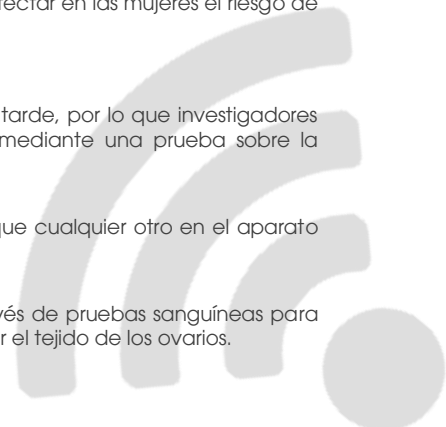 ectar en las mujeres el riesgo de
tarde, por lo que investigadores
mediante una prueba sobre la
que cualquier otro en el aparato
vés de pruebas sanguíneas para
r el tejido de los ovarios.